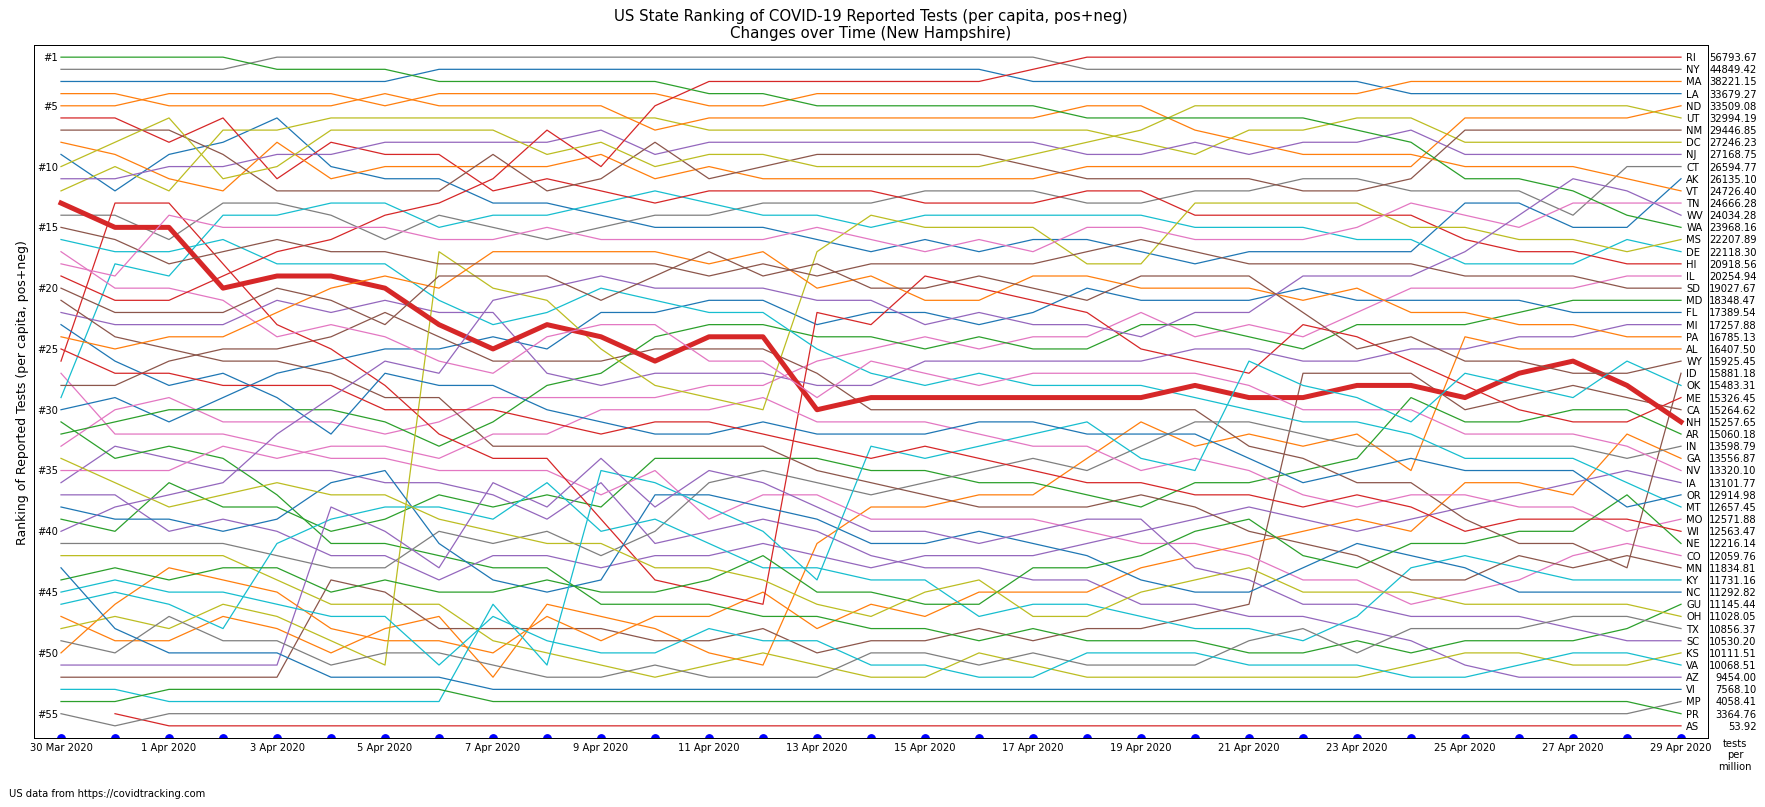 US State Ranking of COVID-19 Reported Tests (per capita, pos+neg)
Changes over Time (New Hampshire)
Ranking of Reported Tests (per capita, pos+neg)
#1
#5
#10
#15
#20
#25
#30
#35
#40
#45
#50
#55
RI 56793.67
NY 44849.42
MA 38221.15
LA 33679.27
ND 33509.08
UT 32994.19
NM 29446.85
DC 27246.23
NJ 27168.75
CT 26594.77
AK 26135.10
VT 24726.40
TN 24666.28
WV 24034.28
WA 23968.16
MS 22207.89
DE 22118.30
HI 20918.56
IL 20254.94
SD 19027.67
MD 18348.47
FL 17389.54
MI 17257.88
PA 16785.13
AL 16407.50
WY 15925.45
ID 15881.18
OK 15483.31
ME 15326.45
CA 15264.62
NH 15257.65
AR 15060.18
IN 13598.79
GA 13556.87
NV 13320.10
IA 13101.77
OR 12914.98
MT 12657.45
MO 12571.88
WI 12563.47
NE 12216.14
CO 12059.76
MN 11834.81
KY 11731.16
NC 11292.82
GU 11145.44
OH 11028.05
TX 10856.37
SC 10530.20
KS 10111.51
VA 10068.51
AZ 9454.00
VI 7568.10
MP 4058.41
PR 3364.76
AS 53.92
30 Mar 2020 1 Apr 2020 3 Apr 2020 5 Apr 2020 7 Apr 2020 9 Apr 2020 11 Apr 2020 13 Apr 2020 15 Apr 2020 17 Apr 2020 19 Apr 2020 21 Apr 2020 23 Apr 2020 25 Apr 2020 27 Apr 2020 29 Apr 2020
tests
per
million
US data from https://covidtracking.com